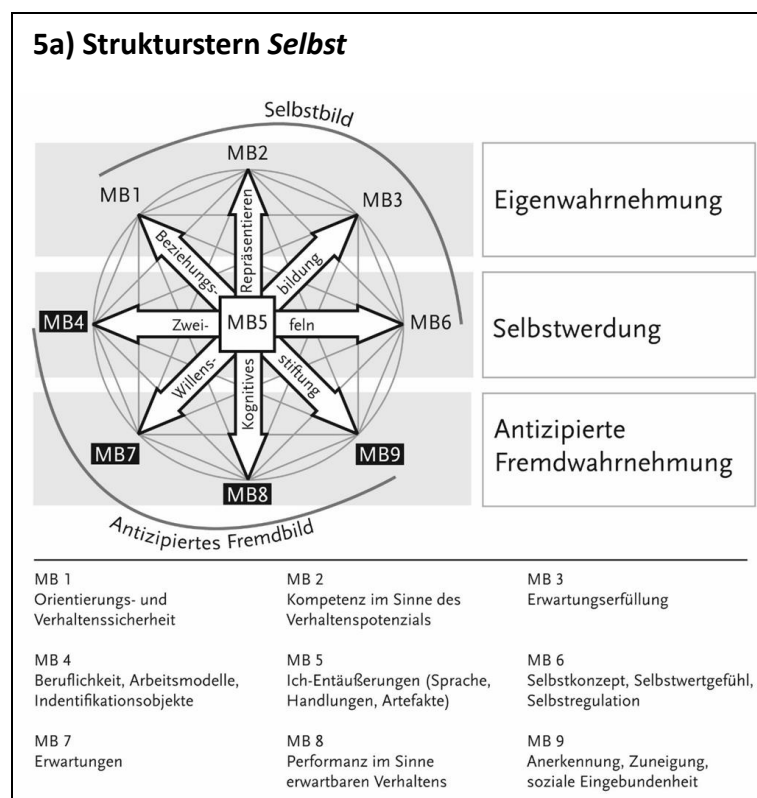 5a) Strukturstern Selbst
Selbstbild
MB2
MB1
MB3
Eigenwahrnehmung
Beziehungs-
Repräsentieren
bildung
MB4
Zwei-
MB5
feln
MB6
Selbstwerdung
Willens-
Kognitives
stiftung
MB7
MB9
MB8
Antizipierte
Fremdwahrnehmung
Antizipiertes Fremdbild
MB 1
Orientierungs- und
Verhaltenssicherheit
MB 2
Kompetenz im Sinne des
Verhaltenspotenzials
MB 3
Erwartungserfüllung
MB 4
Beruflichkeit, Arbeitsmodelle,
Indentifikationsobjekte
MB 5
Ich-Entäußerungen (Sprache,
Handlungen, Artefakte)
MB 6
Selbstkonzept, Selbstwertgefühl,
Selbstregulation
MB 7
Erwartungen
MB 8
Performanz im Sinne
erwartbaren Verhaltens
MB 9
Anerkennung, Zuneigung,
soziale Eingebundenheit